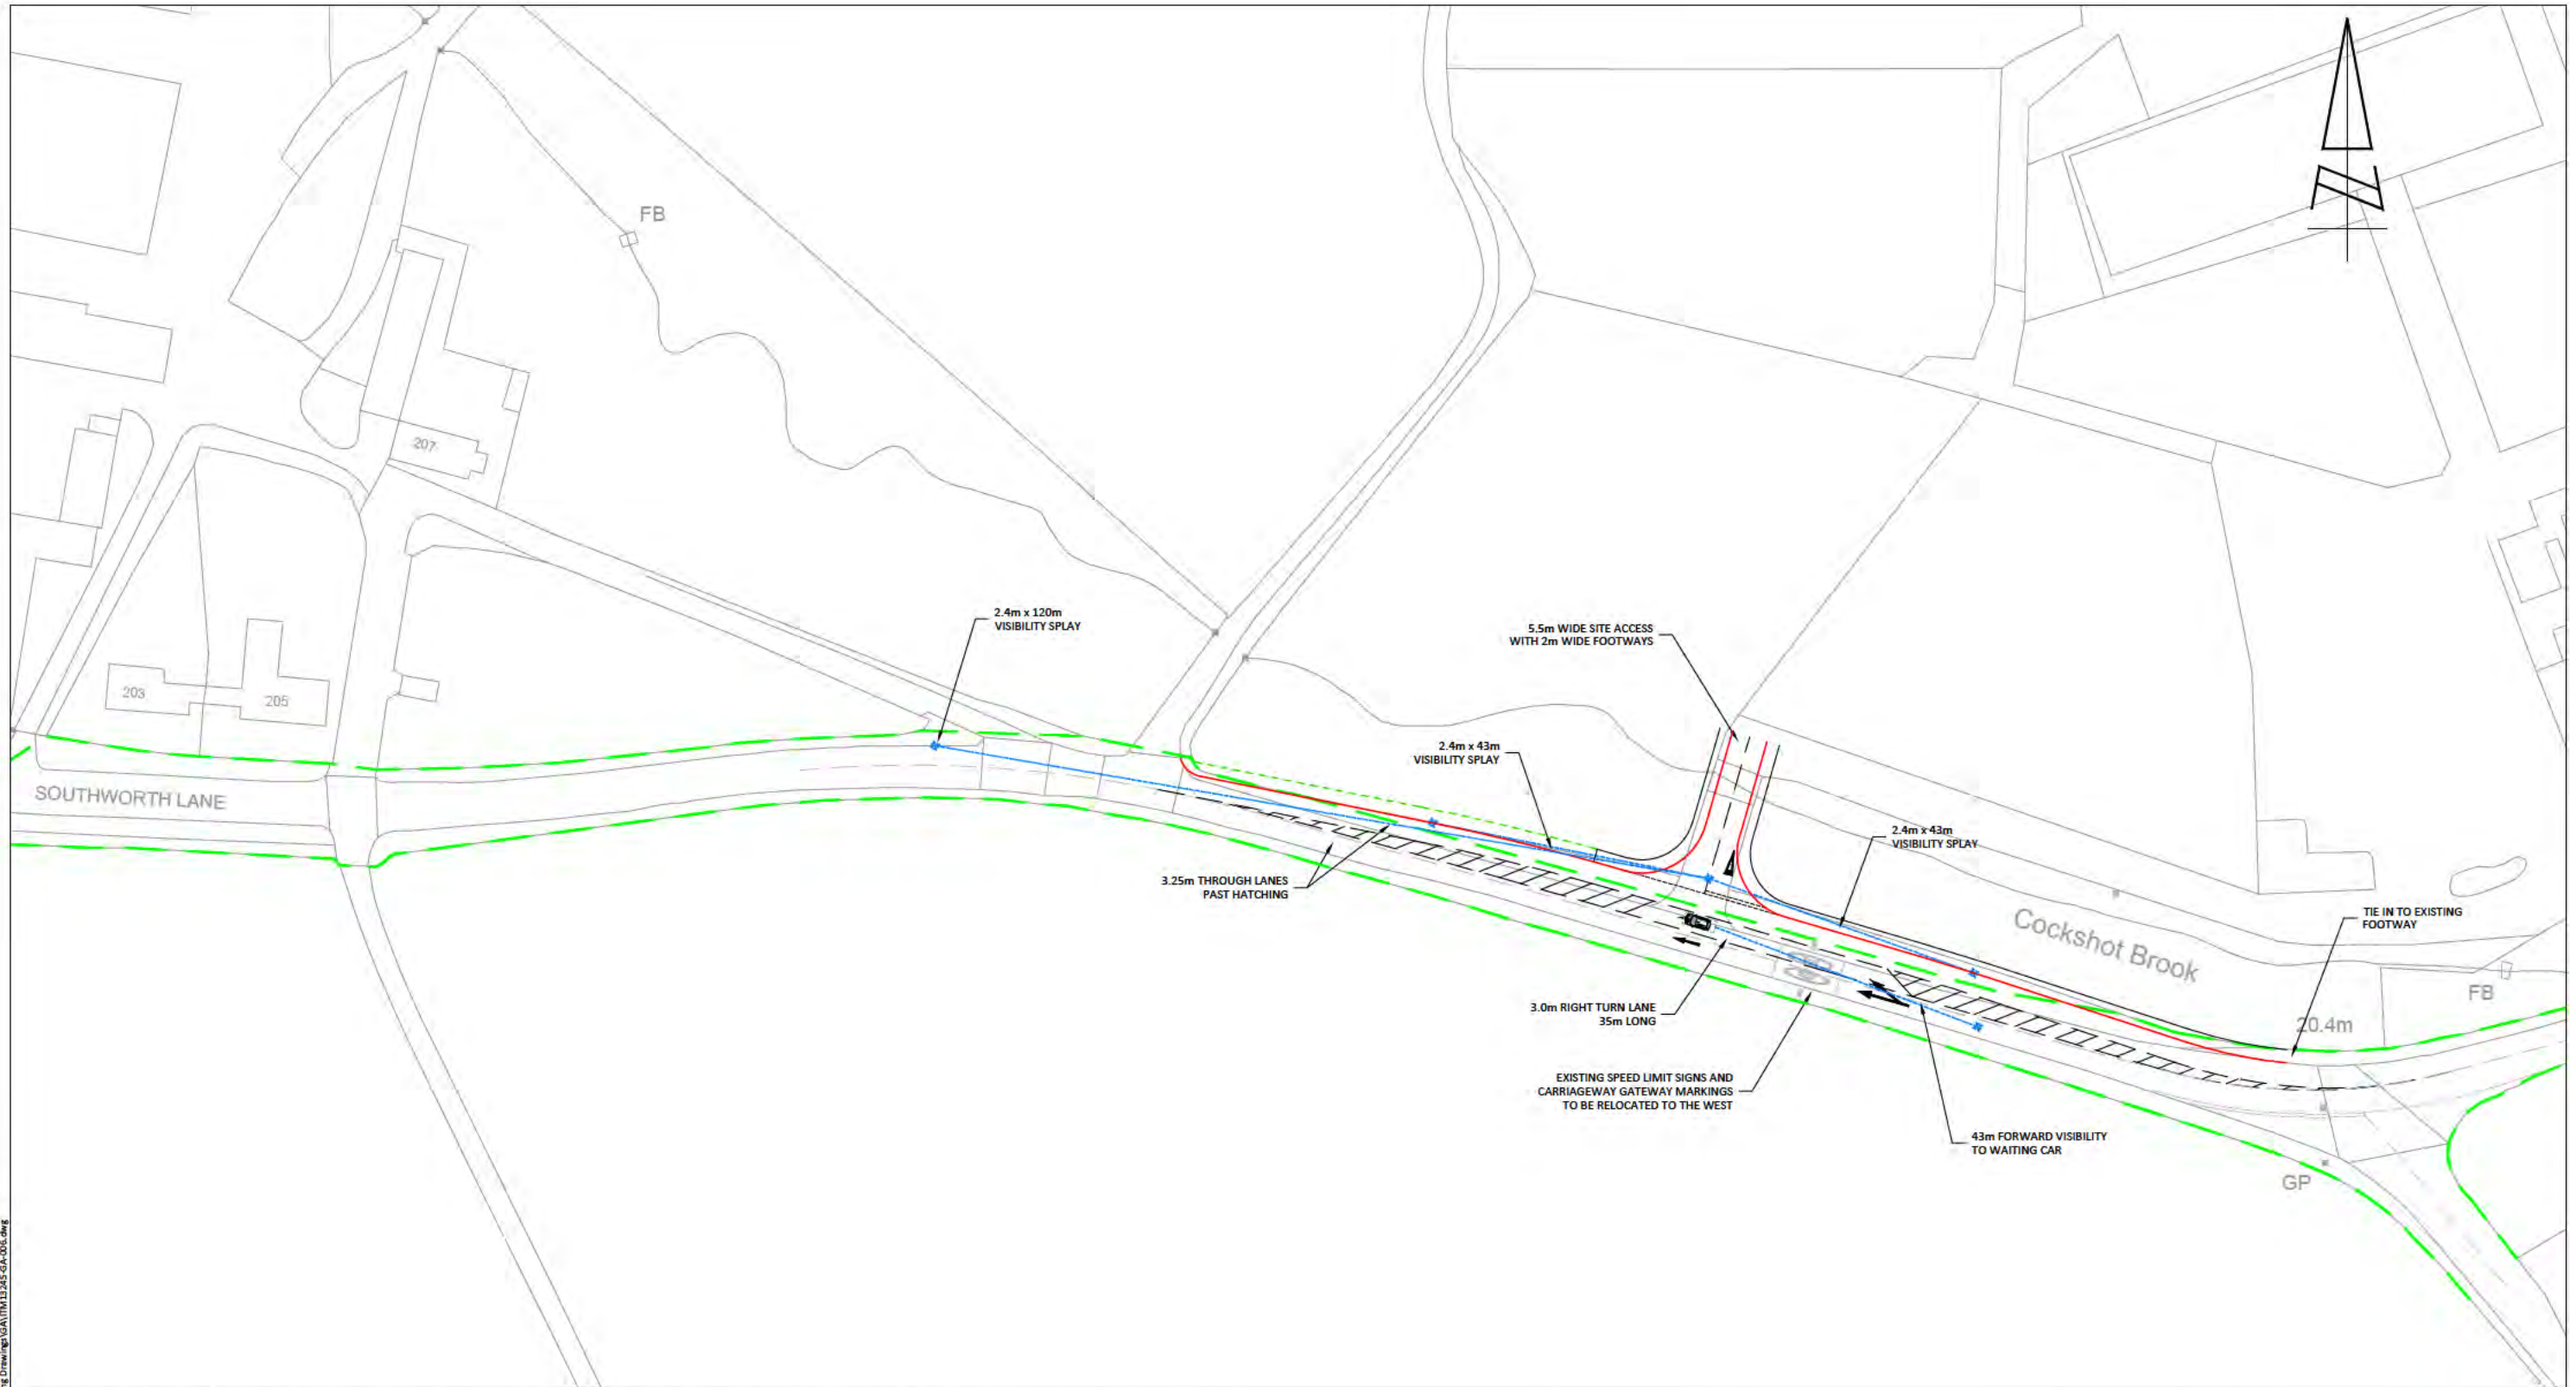 FB
207
2.4m x 120m
VISIBILITY SPLAY
5.5m WIDE SITE ACCESS
WITH 2m WIDE FOOTWAYS
203
205
2.4m x 43m
VISIBILITY SPLAY
SOUTHWORTH LANE
2.4m x 43m
VISIBILITY SPLAY
3.25m THROUGH LANES
PAST HATCHING
TIE IN TO EXISTING
FOOTWAY
Cockshot Brook
FB
3.0m RIGHT TURN LANE
35m LONG
20.4m
EXISTING SPEED LIMIT SIGNS AND
CARRIAGEWAY GATEWAY MARKINGS
TO BE RELOCATED TO THE WEST
43m FORWARD VISIBILITY
TO WAITING CAR
GP
N